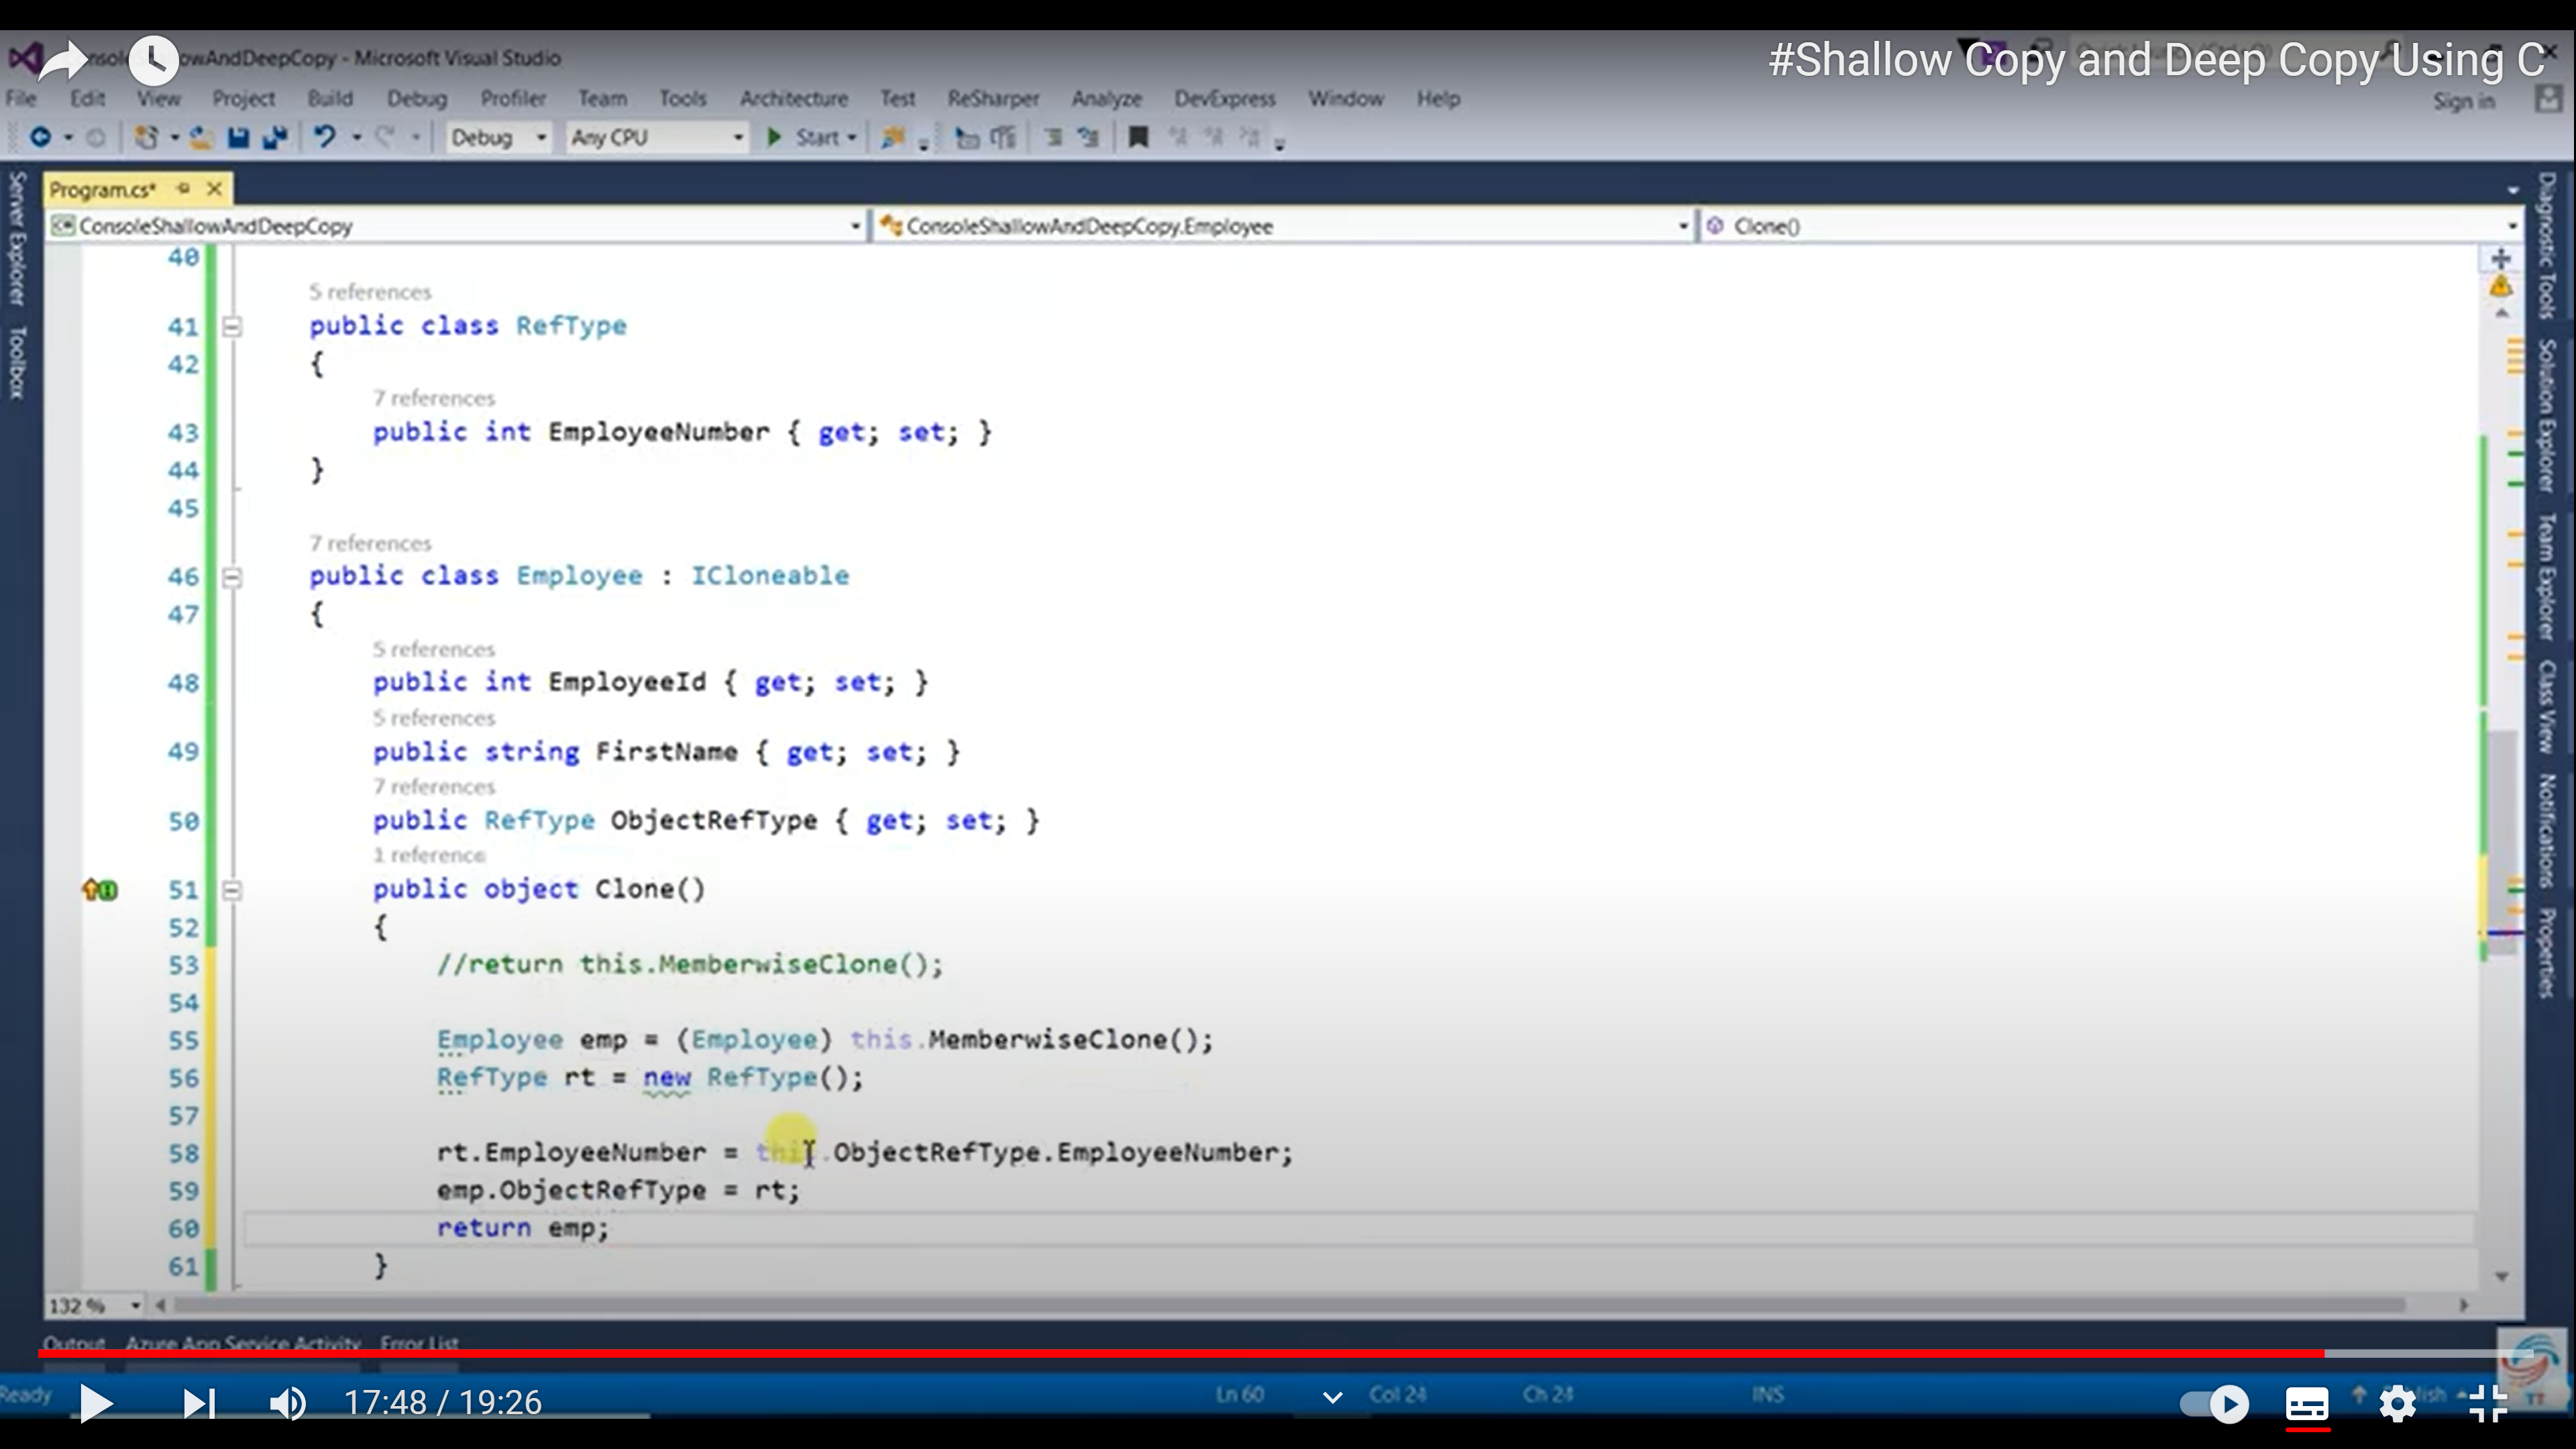 #Shallow Copy and Deep Copy Using C
owAndDeepCopy - Microsoft Visual Studio
File Edit View Project Build Debug Profiler Team Tools Architecture Test ReSharper Analyze DevExpress Window Help
Sign in
Debug Any CPU Start
Server Explorer Toolbox
Program.cs*
ConsoleShallowAndDeepCopy ConsoleShallowAndDeepCopy.Employee Clone()
40
5 references
41 public class RefType
42 {
7 references
43 public int EmployeeNumber { get; set; }
44 }
45
7 references
46 public class Employee : ICloneable
47 {
5 references
48 public int EmployeeId { get; set; }
5 references
49 public string FirstName { get; set; }
7 references
50 public RefType ObjectRefType { get; set; }
1 reference
51 public object Clone()
52 {
53 //return this.MemberwiseClone();
54
55 Employee emp = (Employee) this.MemberwiseClone();
56 RefType rt = new RefType();
57
58 rt.EmployeeNumber = this.ObjectRefType.EmployeeNumber;
59 emp.ObjectRefType = rt;
60 return emp;
61 }
Diagnostic Tools Solution Explorer Team Explorer Class View Notifications Properties
132 %
Output Azure App Service Activity Error List
Ready Ln 60 Col 24 Ch 24 INS
17:48 / 19:26
TT